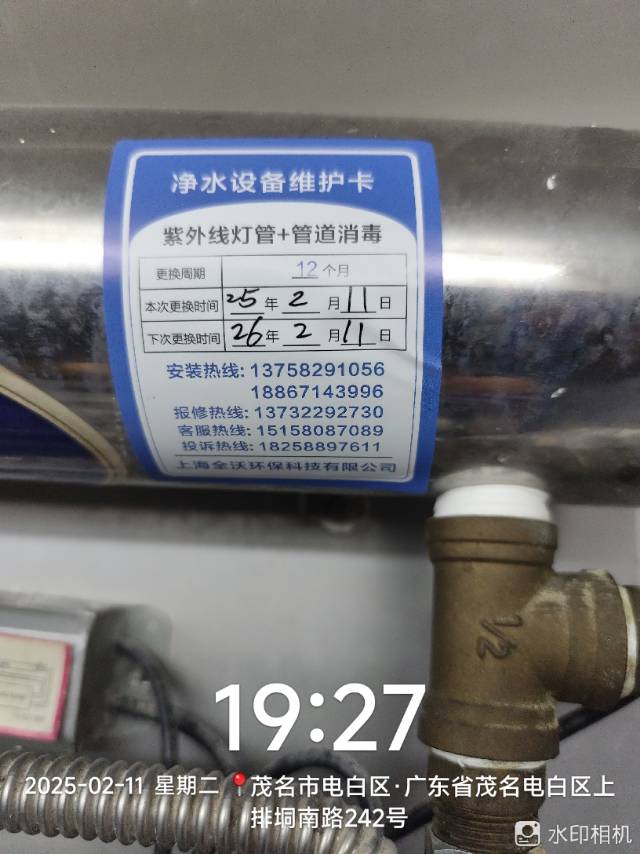 净水设备维护卡
紫外线灯管+管道消毒
更换周期 12 个月
本次更换时间 25 年 2 月 11 日
下次更换时间 26 年 2 月 11 日
安装热线: 13758291056
18867143996
报修热线: 13732292730
客服热线: 15158087089
投诉热线: 18258897611
上海全沃环保科技有限公司
1/2
19:27
2025-02-11 星期二 茂名市电白区·广东省茂名电白区上
排垌南路242号
水印相机